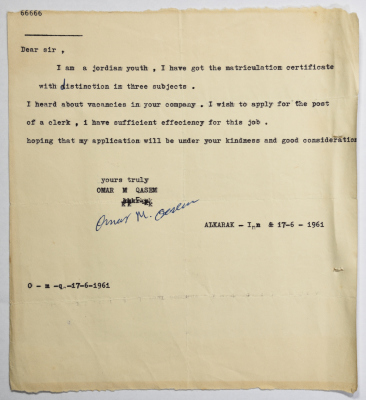 66666
Dear sir ,
I am a jordian youth , I have got the matriculation certificate
with distinction in three subjects .
I heard about vacancies in your company . I wish to apply for the post
of a clerk , i have sufficient effeciency for this job .
hoping that my application will be under your kindness and good consideration
yours truly
OMAR M QASEM
Omar M. Qasem
ALKARAK - I,m & 17-6 - 1961
O - m -q.-17-6-1961